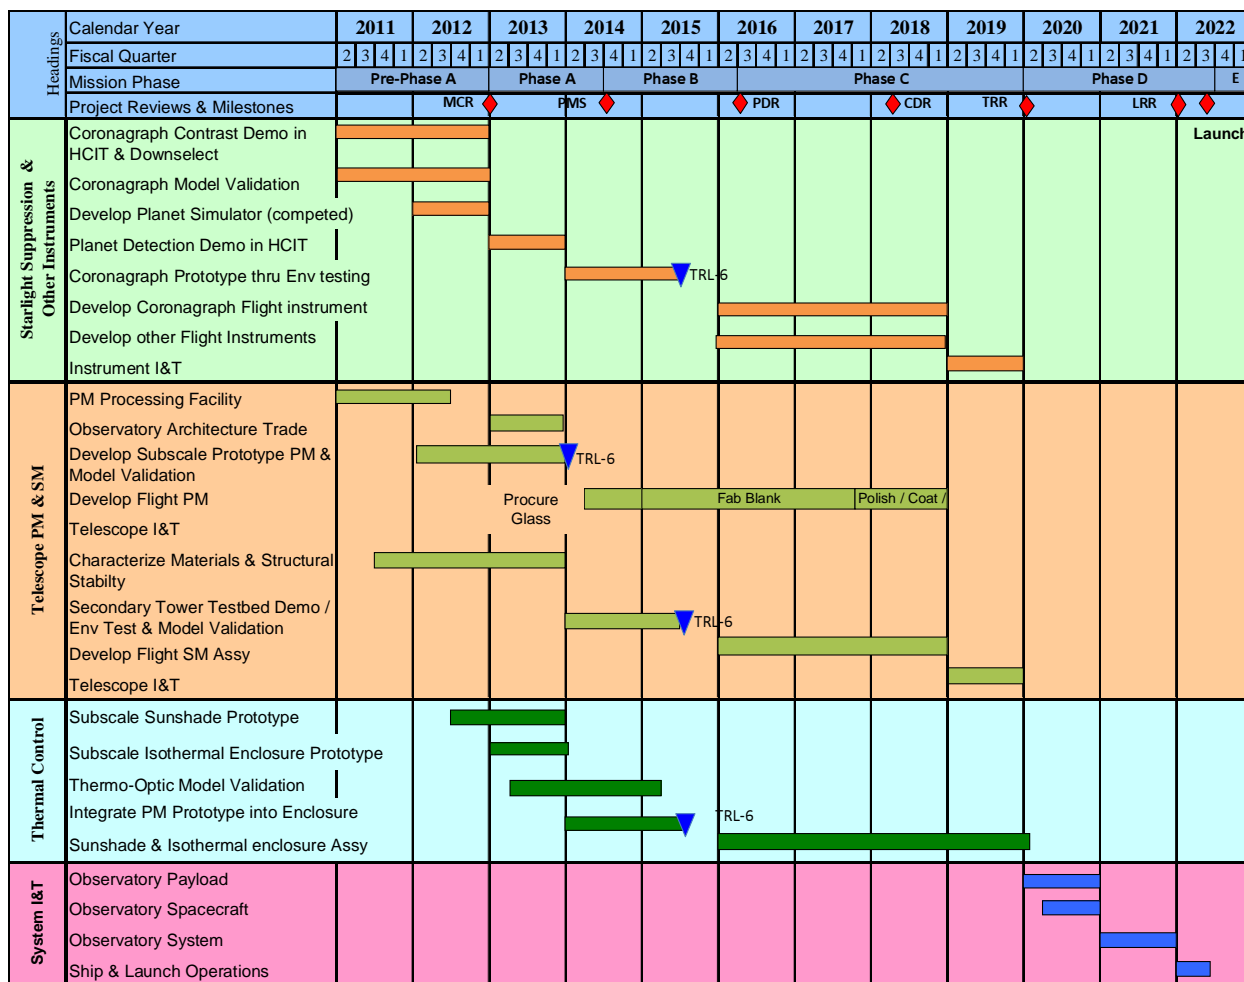 Headings
Calendar Year 2011 2012 2013 2014 2015 2016 2017 2018 2019 2020 2021 2022
Fiscal Quarter 2 3 4 1 2 3 4 1 2 3 4 1 2 3 4 1 2 3 4 1 2 3 4 1 2 3 4 1 2 3 4 1 2 3 4 1 2 3 4 1 2 3 4 1 2 3 4 1
Mission Phase Pre-Phase A Phase A Phase B Phase C Phase D E
Project Reviews & Milestones MCR PMS PDR CDR TRR LRR
Launch
Starlight Suppression &
Other Instruments
Coronagraph Contrast Demo in
HCIT & Downselect
Coronagraph Model Validation
Develop Planet Simulator (competed)
Planet Detection Demo in HCIT
Coronagraph Prototype thru Env testing TRL-6
Develop Coronagraph Flight instrument
Develop other Flight Instruments
Instrument I&T
Telescope PM & SM
PM Processing Facility
Observatory Architecture Trade
Develop Subscale Prototype PM &
Model Validation TRL-6
Develop Flight PM Procure
Glass Fab Blank Polish / Coat /
Telescope I&T
Characterize Materials & Structural
Stabilty
Secondary Tower Testbed Demo /
Env Test & Model Validation TRL-6
Develop Flight SM Assy
Telescope I&T
Thermal Control
Subscale Sunshade Prototype
Subscale Isothermal Enclosure Prototype
Thermo-Optic Model Validation
Integrate PM Prototype into Enclosure TRL-6
Sunshade & Isothermal enclosure Assy
System I&T
Observatory Payload
Observatory Spacecraft
Observatory System
Ship & Launch Operations